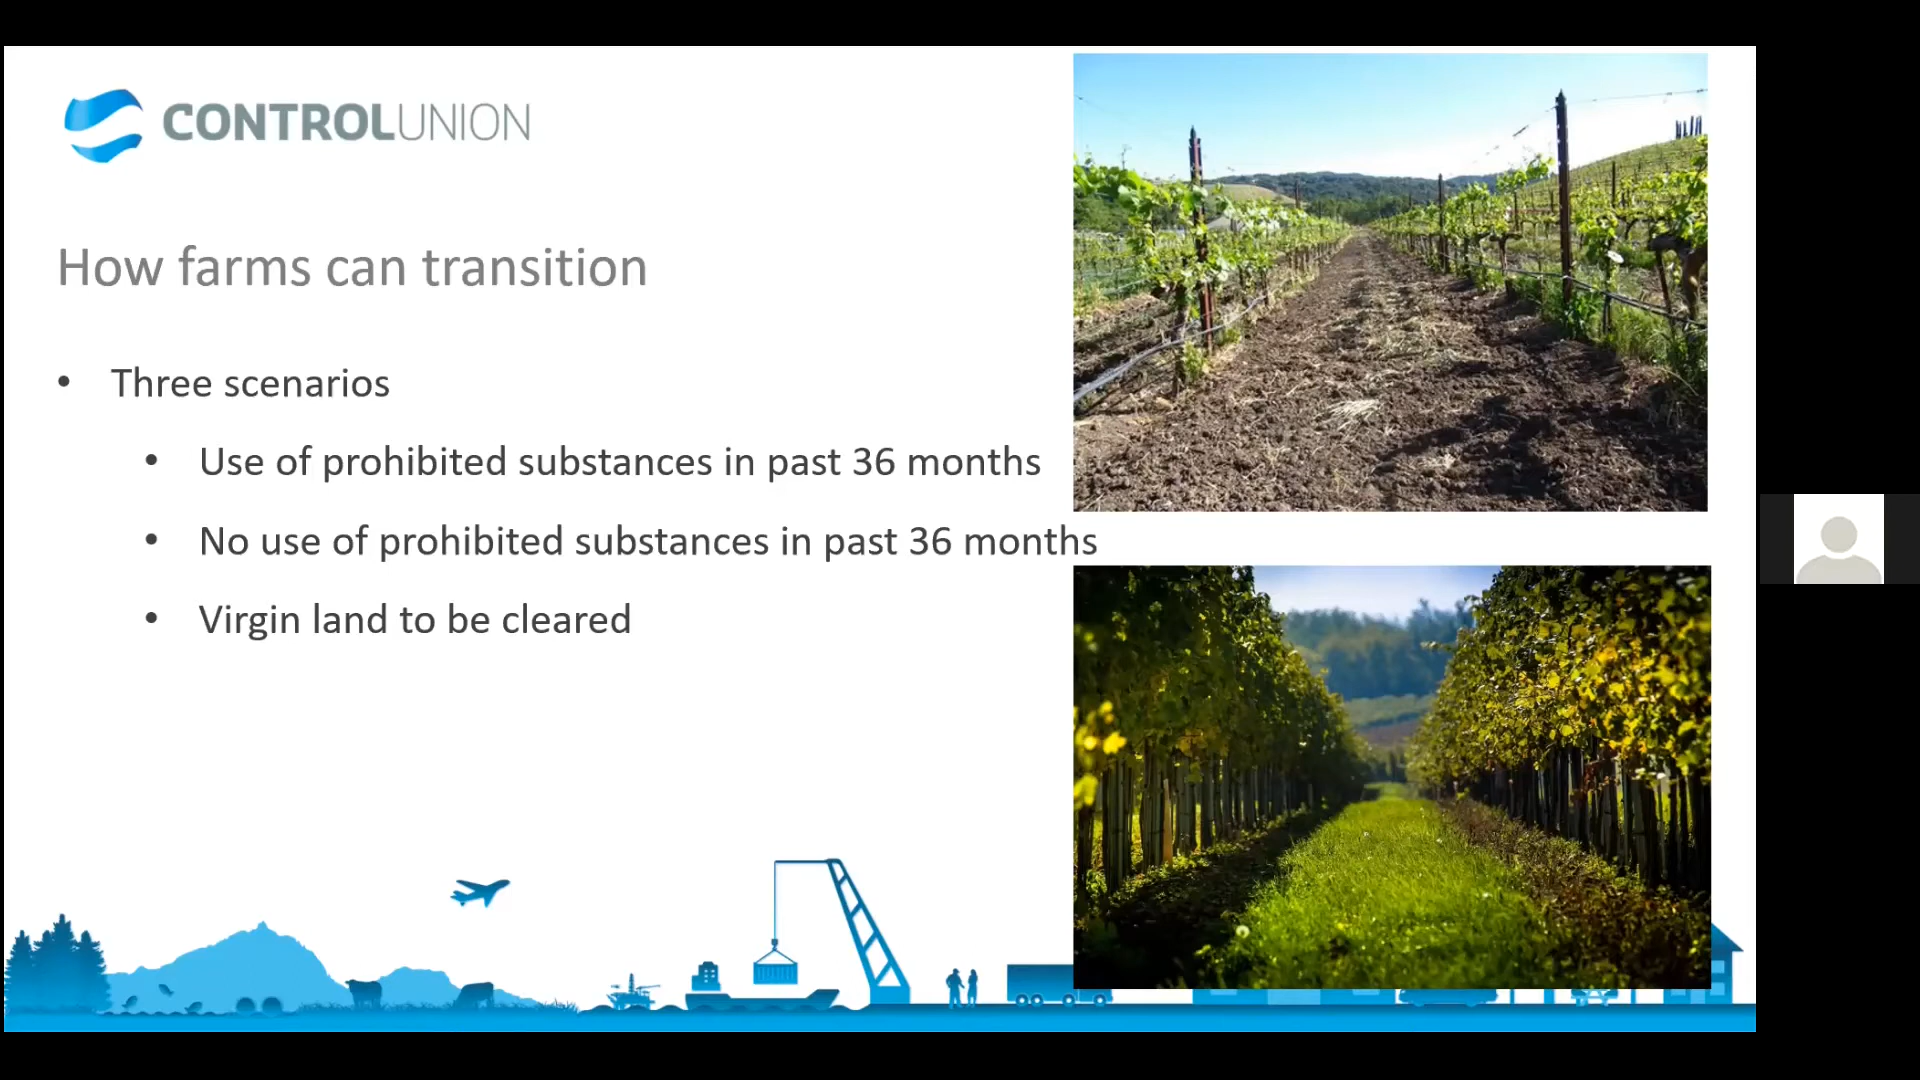 CONTROLUNION
How farms can transition
• Three scenarios
• Use of prohibited substances in past 36 months
• No use of prohibited substances in past 36 months
• Virgin land to be cleared